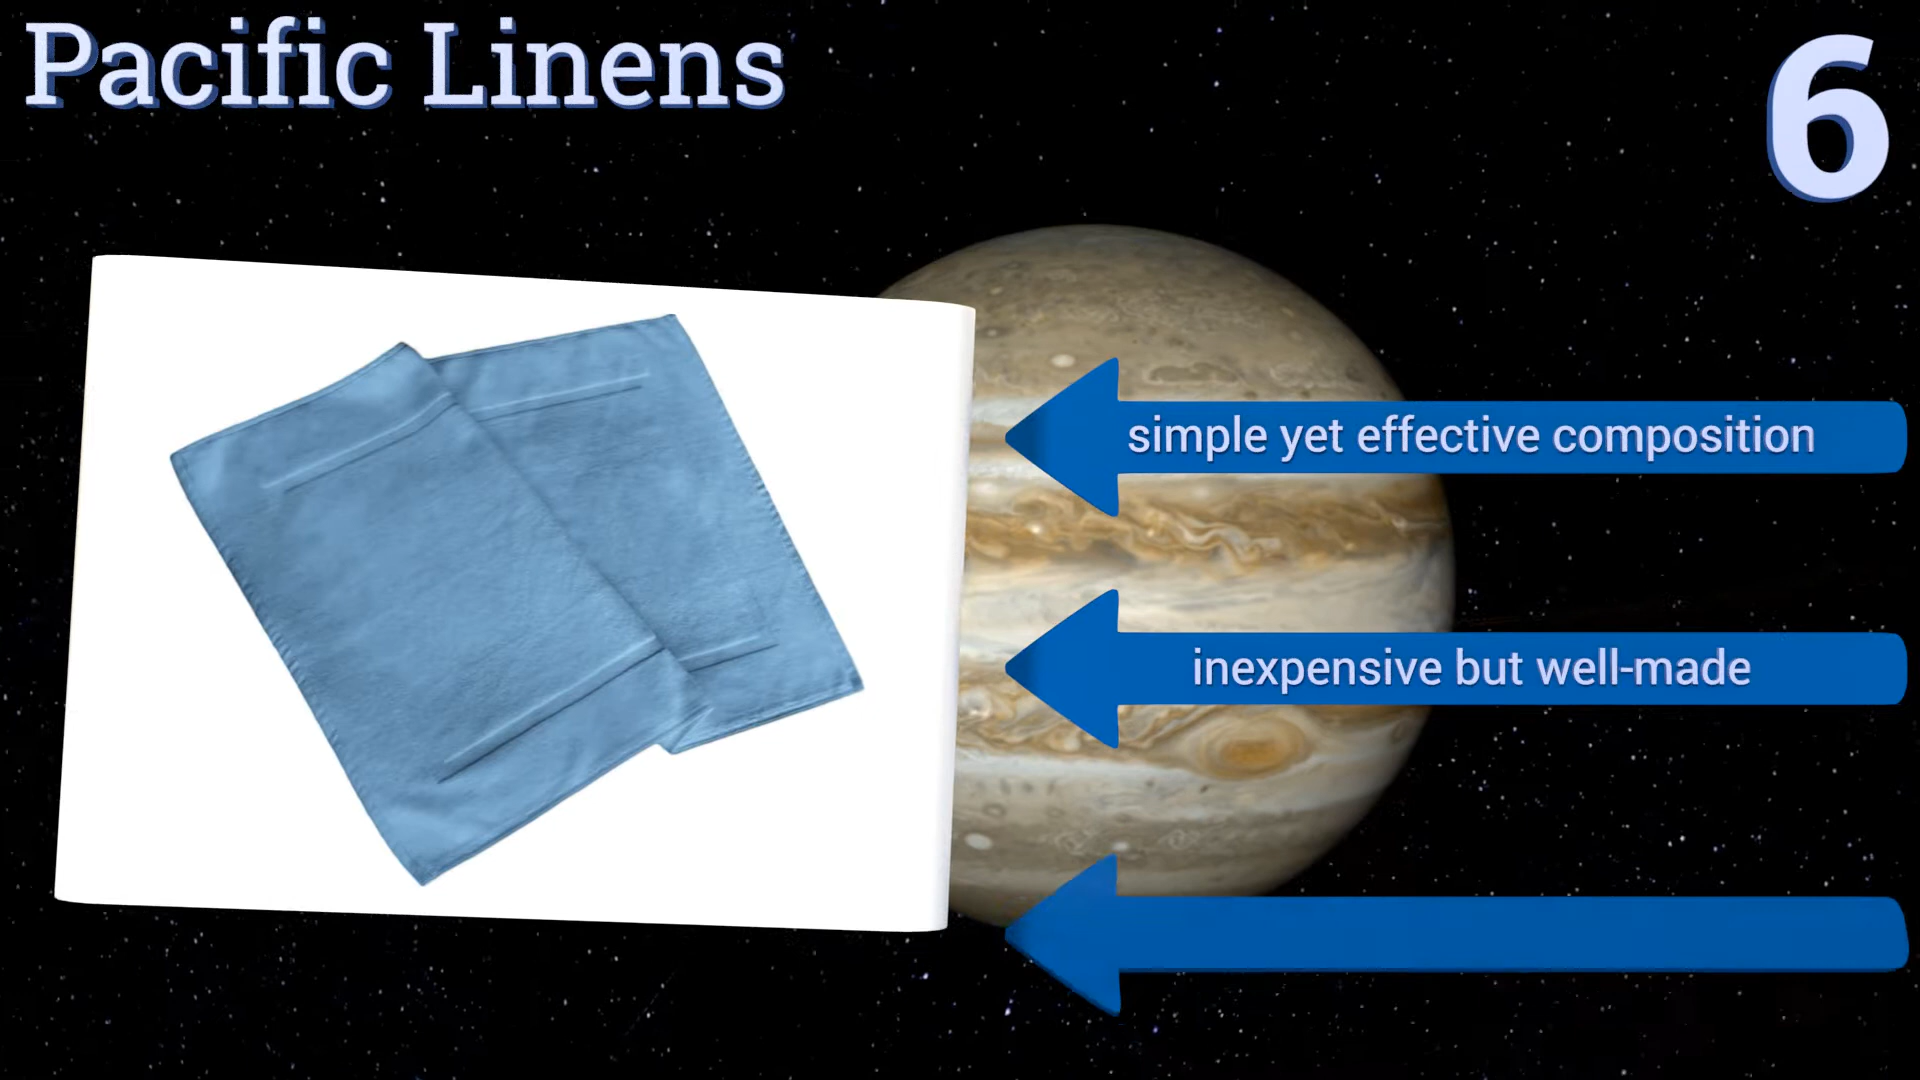 Pacific Linens
6
simple yet effective composition
inexpensive but well-made